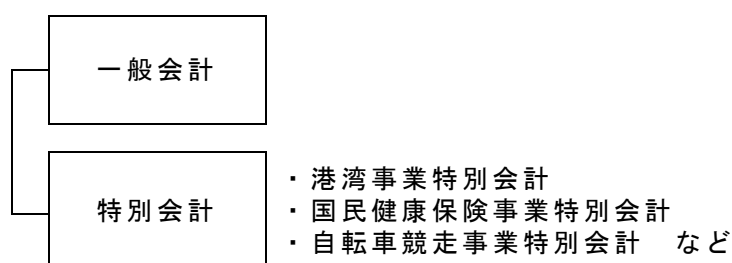 一般会計
特別会計
・港湾事業特別会計
・国民健康保険事業特別会計
・自転車競走事業特別会計　など